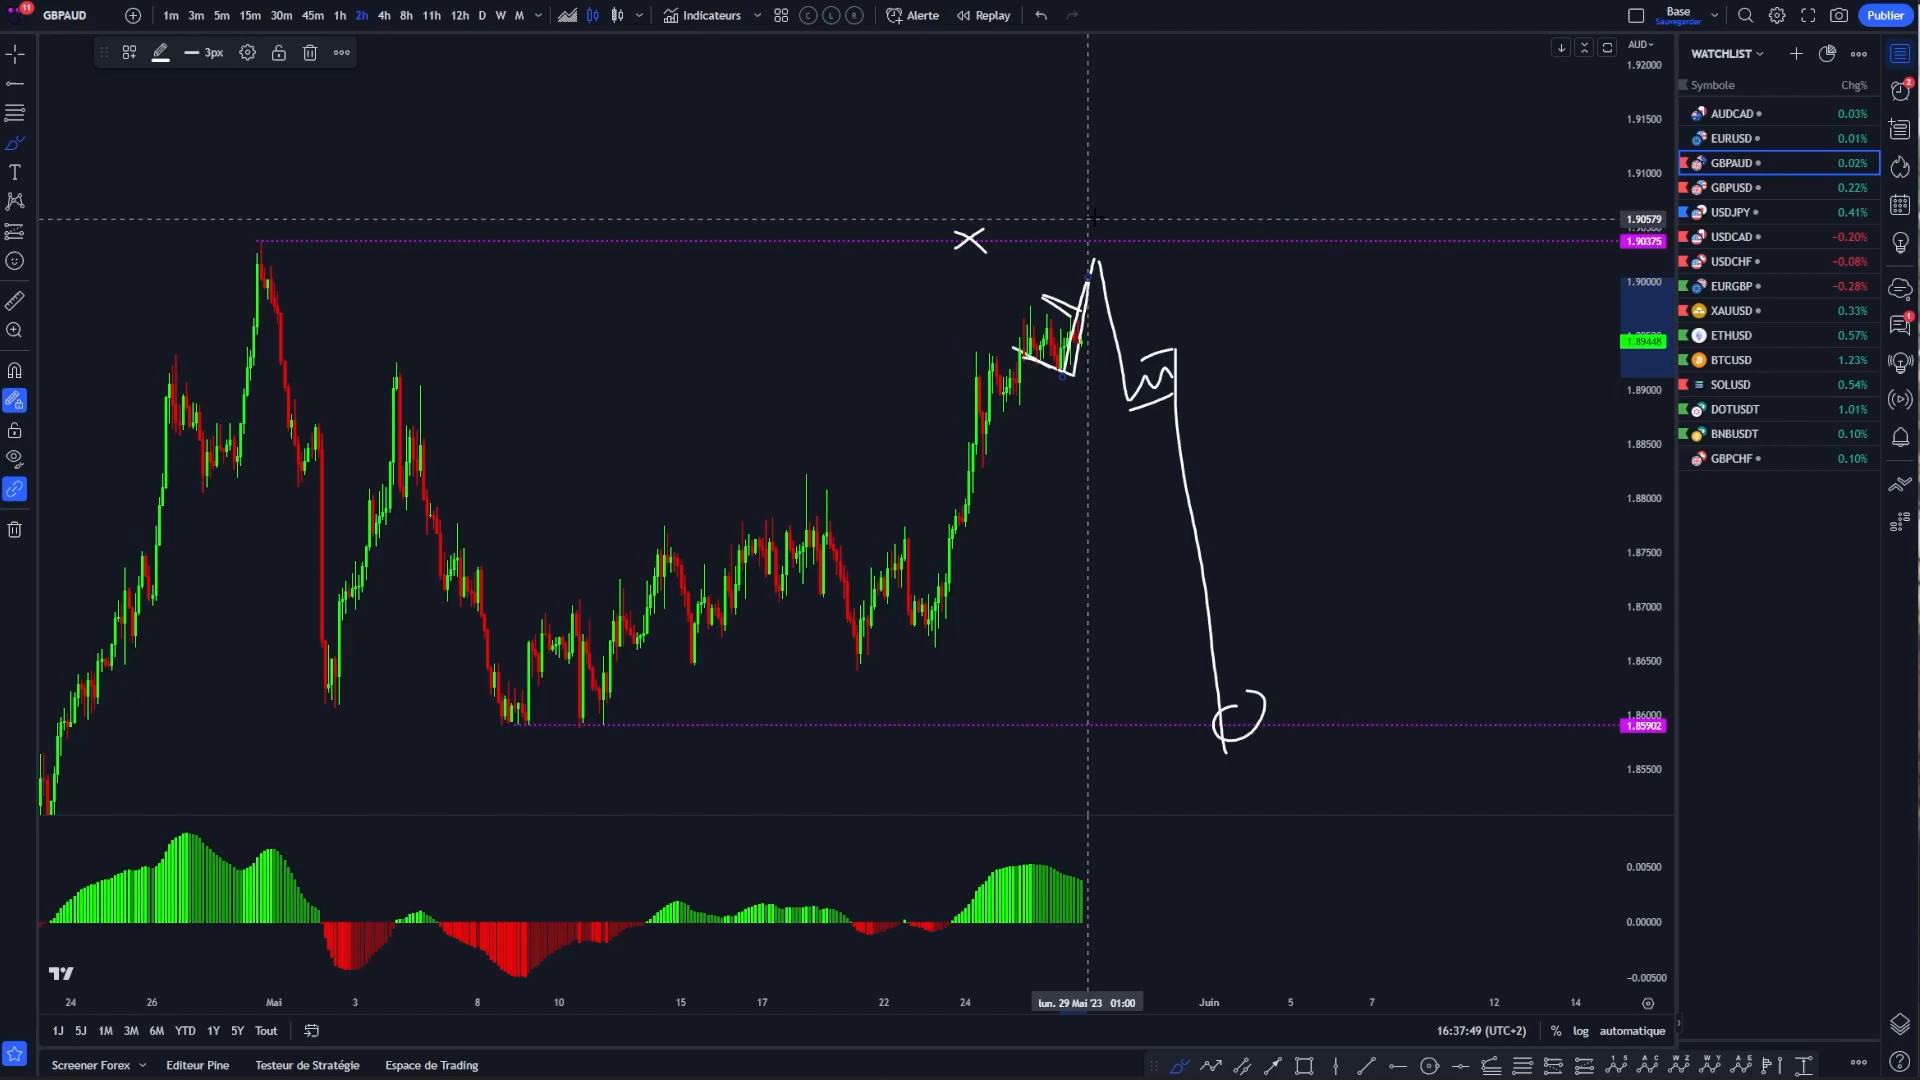 11
GBPAUD
1m 3m 5m 15m 30m 45m 1h 2h 4h 8h 11h 12h D W M
Indicateurs
C L R
Alerte
Replay
Base
Sauvegarder
Publier
3px
AUD
1.92000
1.91500
1.91000
1.90579
1.90375
1.90000
1.89448
1.89000
1.88500
1.88000
1.87500
1.87000
1.86500
1.86000
1.85902
1.85500
0.00500
0.00000
-0.00500
WATCHLIST
Symbole Chg%
AUDCAD 0.03%
EURUSD 0.01%
GBPAUD 0.02%
GBPUSD 0.22%
USDJPY 0.41%
USDCAD −0.20%
USDCHF −0.08%
EURGBP −0.28%
XAUUSD 0.33%
ETHUSD 0.57%
BTCUSD 1.23%
SOLUSD 0.54%
DOTUSDT 1.01%
BNBUSDT 0.10%
GBPCHF 0.10%
2
1
24 26 Mai 3 8 10 15 17 22 24 lun. 29 Mai '23 01:00 Juin 5 7 12 14
1J 5J 1M 3M 6M YTD 1Y 5Y Tout
16:37:49 (UTC+2) % log automatique
Screener Forex Editeur Pine Testeur de Stratégie Espace de Trading